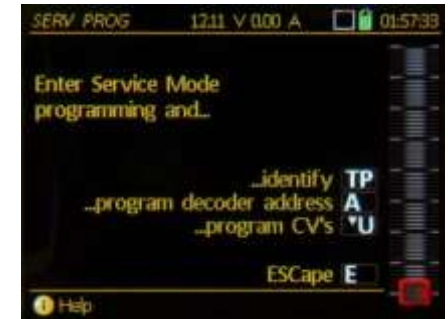 SERV PROG 12.11 V 0.00 A 01:57:33
Enter Service Mode
programming and...
...identify TP
...program decoder address A
...program CV's ▼U
ESCape E
i Help